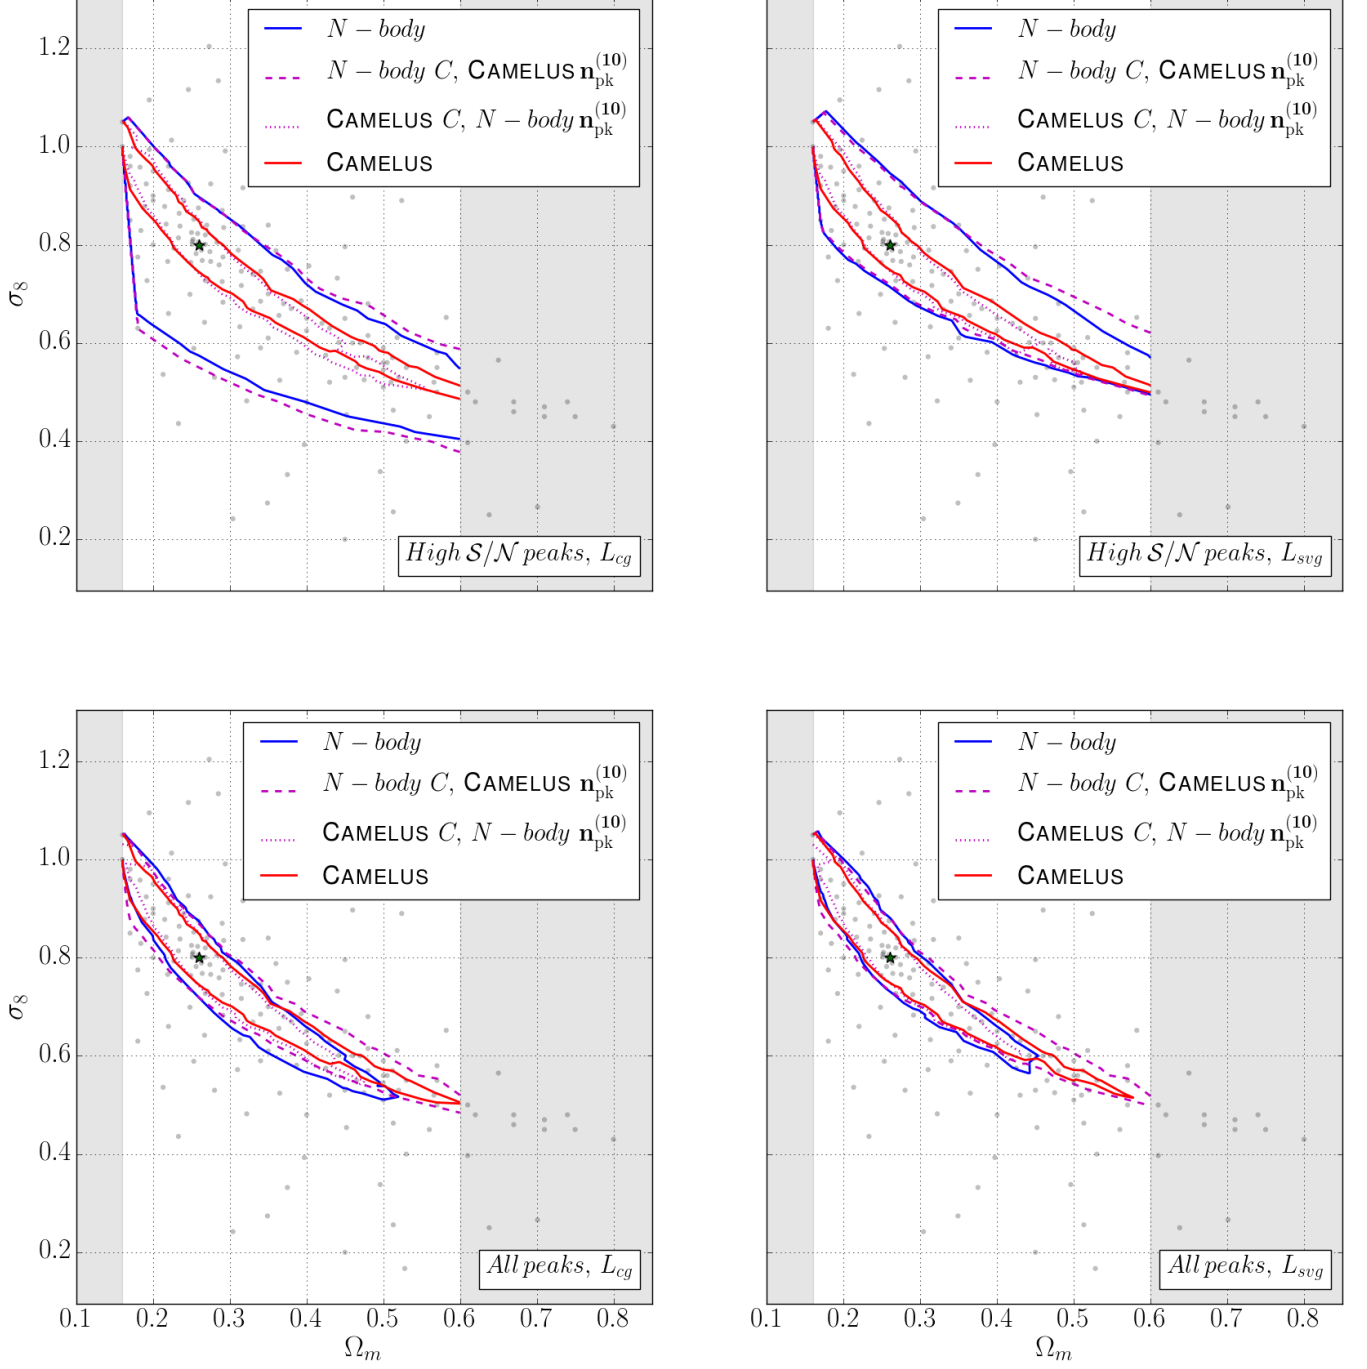 1.2
1.0
0.8
0.6
0.4
0.2
σ₈
N − body
N − body C, CAMELUS n_pk^(10)
CAMELUS C, N − body n_pk^(10)
CAMELUS
High S/N peaks, L_cg
N − body
N − body C, CAMELUS n_pk^(10)
CAMELUS C, N − body n_pk^(10)
CAMELUS
High S/N peaks, L_svg
1.2
1.0
0.8
0.6
0.4
0.2
σ₈
N − body
N − body C, CAMELUS n_pk^(10)
CAMELUS C, N − body n_pk^(10)
CAMELUS
All peaks, L_cg
0.1 0.2 0.3 0.4 0.5 0.6 0.7 0.8
Ω_m
N − body
N − body C, CAMELUS n_pk^(10)
CAMELUS C, N − body n_pk^(10)
CAMELUS
All peaks, L_svg
0.1 0.2 0.3 0.4 0.5 0.6 0.7 0.8
Ω_m